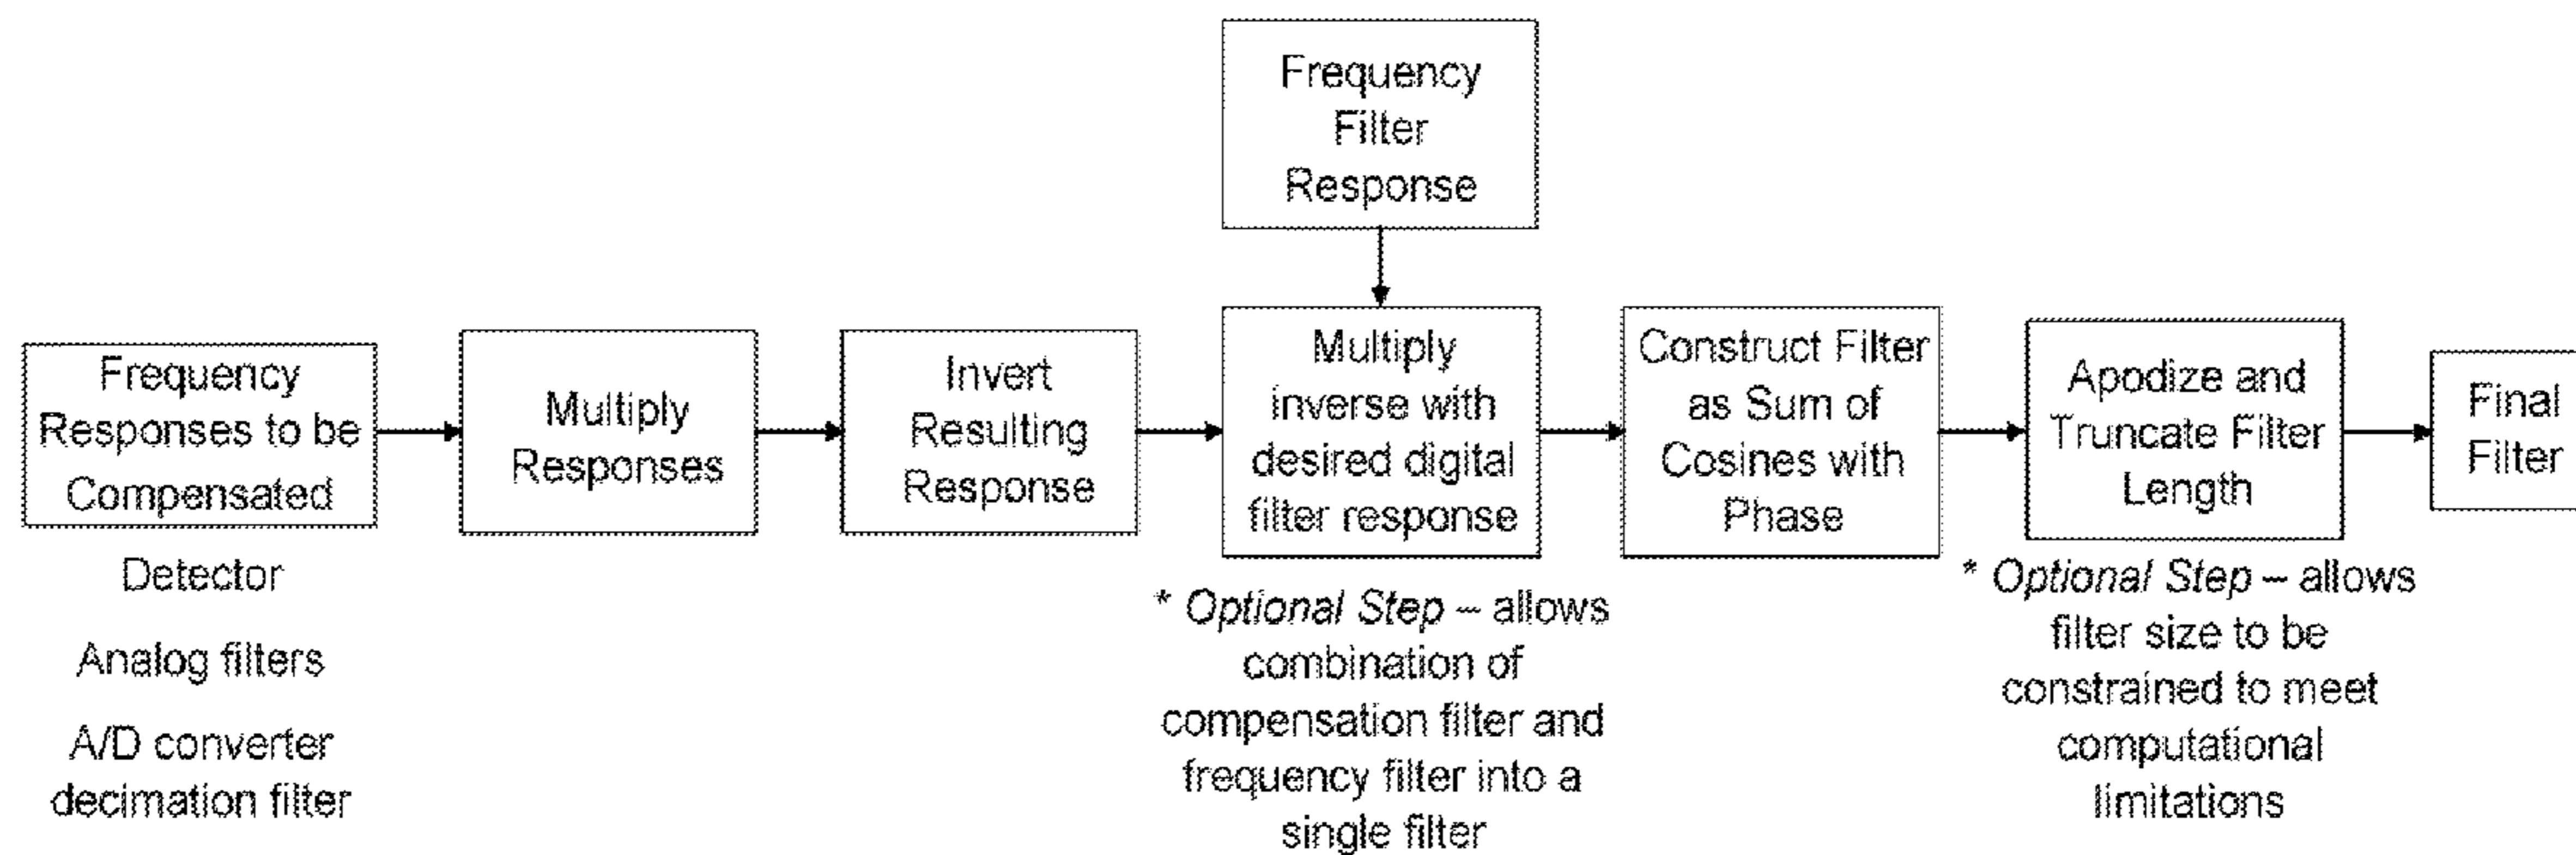 Frequency
Filter
Response
Frequency
Responses to be
Compensated
Multiply
Responses
Invert
Resulting
Response
Multiply
inverse with
desired digital
filter response
Construct Filter
as Sum of
Cosines with
Phase
Apodize and
Truncate Filter
Length
Final
Filter
Detector
Analog filters
A/D converter
decimation filter
* Optional Step – allows
combination of
compensation filter and
frequency filter into a
single filter
* Optional Step – allows
filter size to be
constrained to meet
computational
limitations